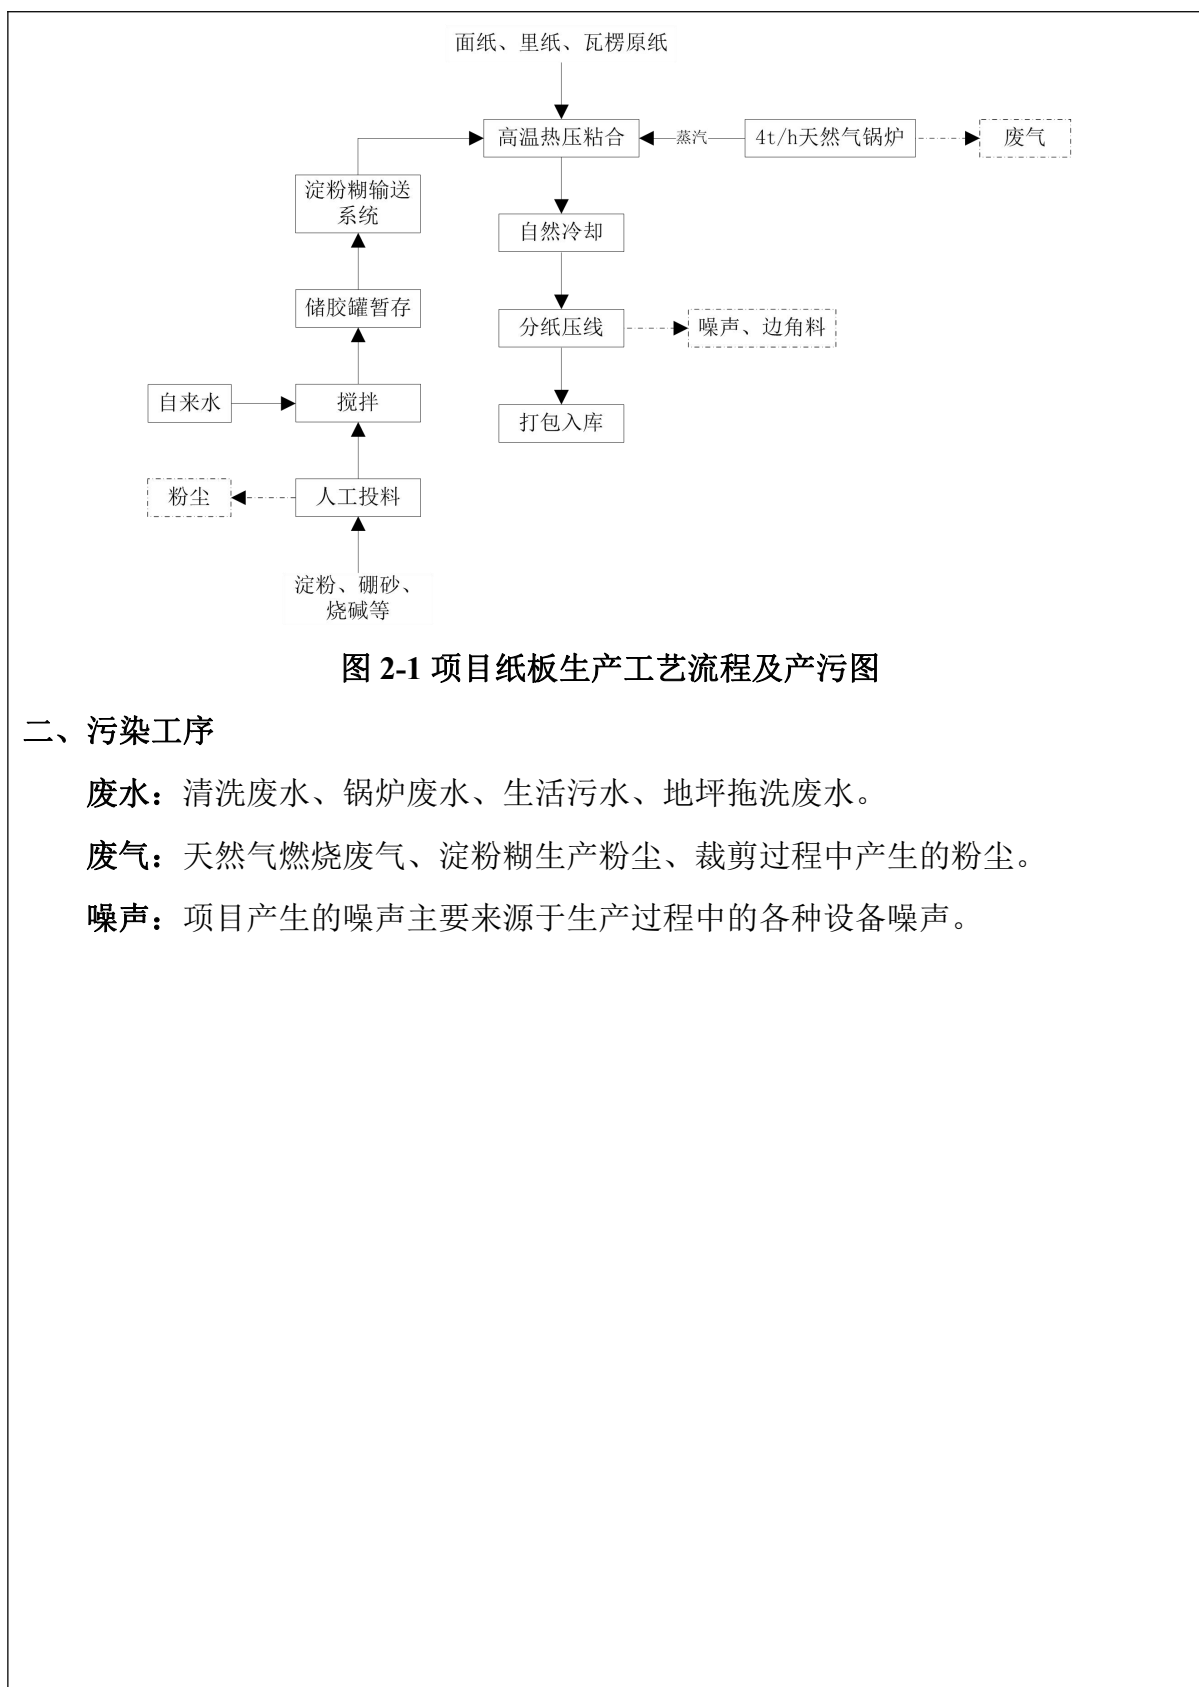 面纸、里纸、瓦楞原纸
高温热压粘合
蒸汽
4t/h天然气锅炉
废气
淀粉糊输送
系统
自然冷却
储胶罐暂存
分纸压线
噪声、边角料
自来水
搅拌
打包入库
粉尘
人工投料
淀粉、硼砂、
烧碱等
图 2-1 项目纸板生产工艺流程及产污图
二、污染工序
废水：清洗废水、锅炉废水、生活污水、地坪拖洗废水。
废气：天然气燃烧废气、淀粉糊生产粉尘、裁剪过程中产生的粉尘。
噪声：项目产生的噪声主要来源于生产过程中的各种设备噪声。